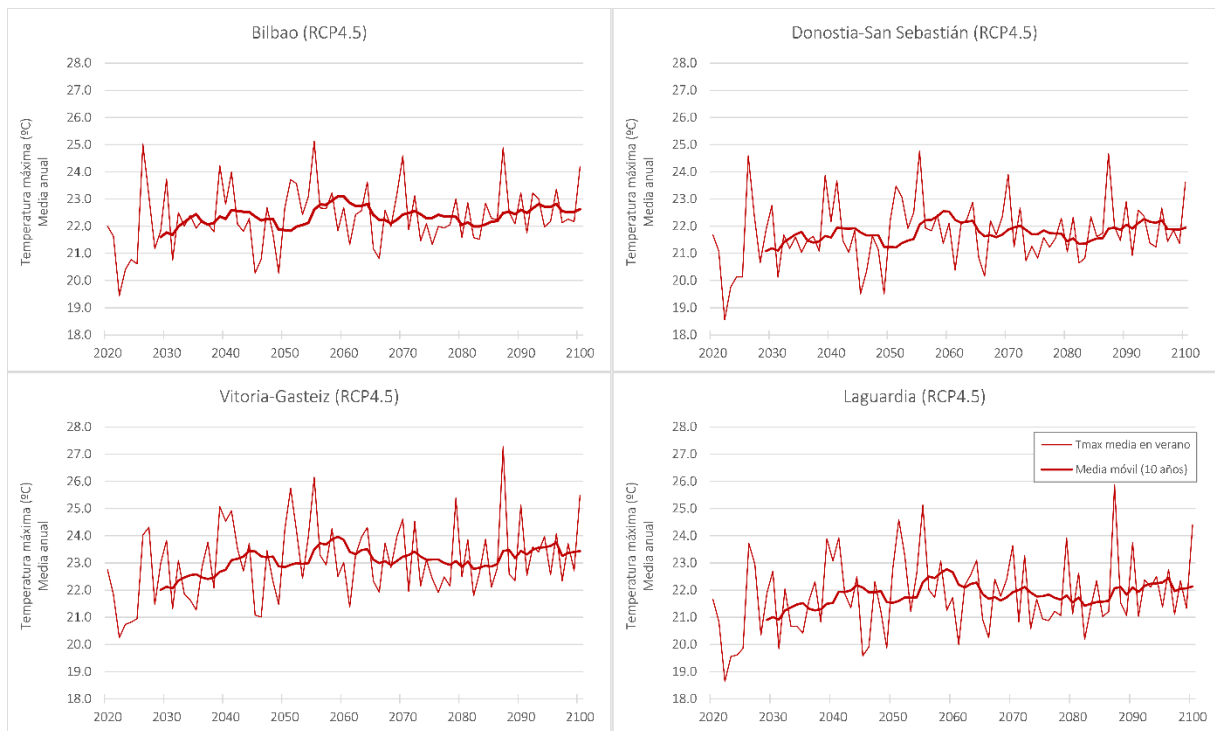 Bilbao (RCP4.5)
Temperatura máxima (ºC)
Media anual
28.0
27.0
26.0
25.0
24.0
23.0
22.0
21.0
20.0
19.0
18.0
2020 2030 2040 2050 2060 2070 2080 2090 2100
Donostia-San Sebastián (RCP4.5)
Temperatura máxima (ºC)
Media anual
28.0
27.0
26.0
25.0
24.0
23.0
22.0
21.0
20.0
19.0
18.0
2020 2030 2040 2050 2060 2070 2080 2090 2100
Vitoria-Gasteiz (RCP4.5)
Temperatura máxima (ºC)
Media anual
28.0
27.0
26.0
25.0
24.0
23.0
22.0
21.0
20.0
19.0
18.0
2020 2030 2040 2050 2060 2070 2080 2090 2100
Laguardia (RCP4.5)
Temperatura máxima (ºC)
Media anual
28.0
27.0
26.0
25.0
24.0
23.0
22.0
21.0
20.0
19.0
18.0
2020 2030 2040 2050 2060 2070 2080 2090 2100
Tmax media en verano
Media móvil (10 años)